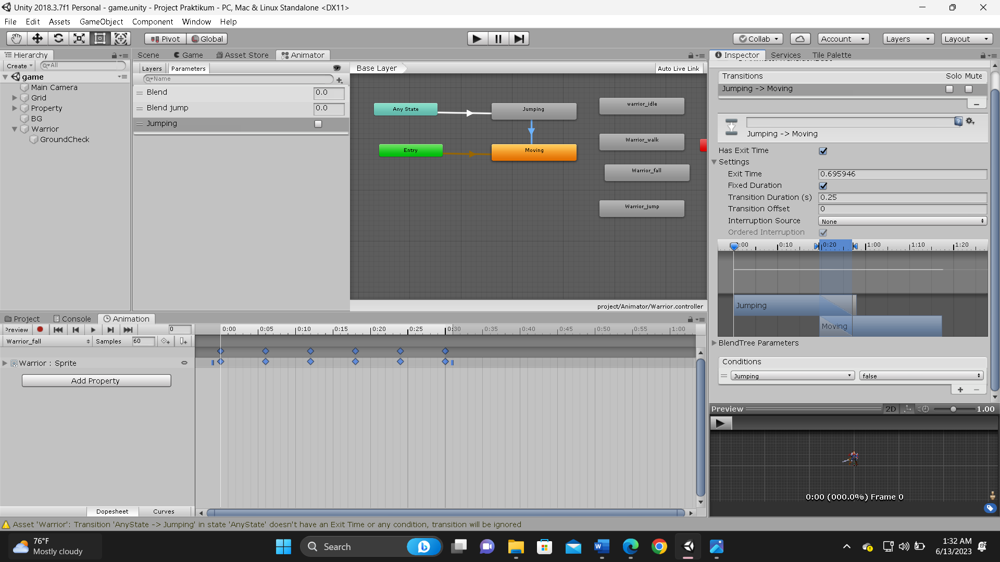 Unity 2018.3.7f1 Personal - game.unity - Project Praktikum - PC, Mac & Linux Standalone <DX11>
File Edit Assets GameObject Component Window Help
Pivot Global Collab Account Layers Layout
Hierarchy
Create All
game
Main Camera
Grid
Property
BG
Warrior
GroundCheck
Scene Game Asset Store Animator
Layers Parameters
Name
Blend 0.0
Blend jump 0.0
Jumping
Base Layer Auto Live Link
Any State
Jumping
Entry
Moving
warrior_idle
Warrior_walk
Warrior_fall
Warrior_jump
project/Animator/Warrior.controller
Inspector Services Tile Palette
Transitions Solo Mute
Jumping -> Moving
Jumping -> Moving
Has Exit Time
Settings
Exit Time 0.695946
Fixed Duration
Transition Duration (s) 0.25
Transition Offset 0
Interruption Source None
Ordered Interruption
:00 0:10 0:20 1:00 1:10 1:20
Jumping
Moving
BlendTree Parameters
Conditions
Jumping false
Preview 2D 1.00
0:00 (000.0%) Frame 0
Project Console Animation
Preview 0
Warrior_fall Samples 60
0:00 0:05 0:10 0:15 0:20 0:25 0:30 0:35 0:40 0:45 0:50 0:55 1:00
Warrior : Sprite
Add Property
Dopesheet Curves
Asset 'Warrior': Transition 'AnyState -> Jumping' in state 'AnyState' doesn't have an Exit Time or any condition, transition will be ignored
76°F
Mostly cloudy
Search
1:32 AM
6/13/2023